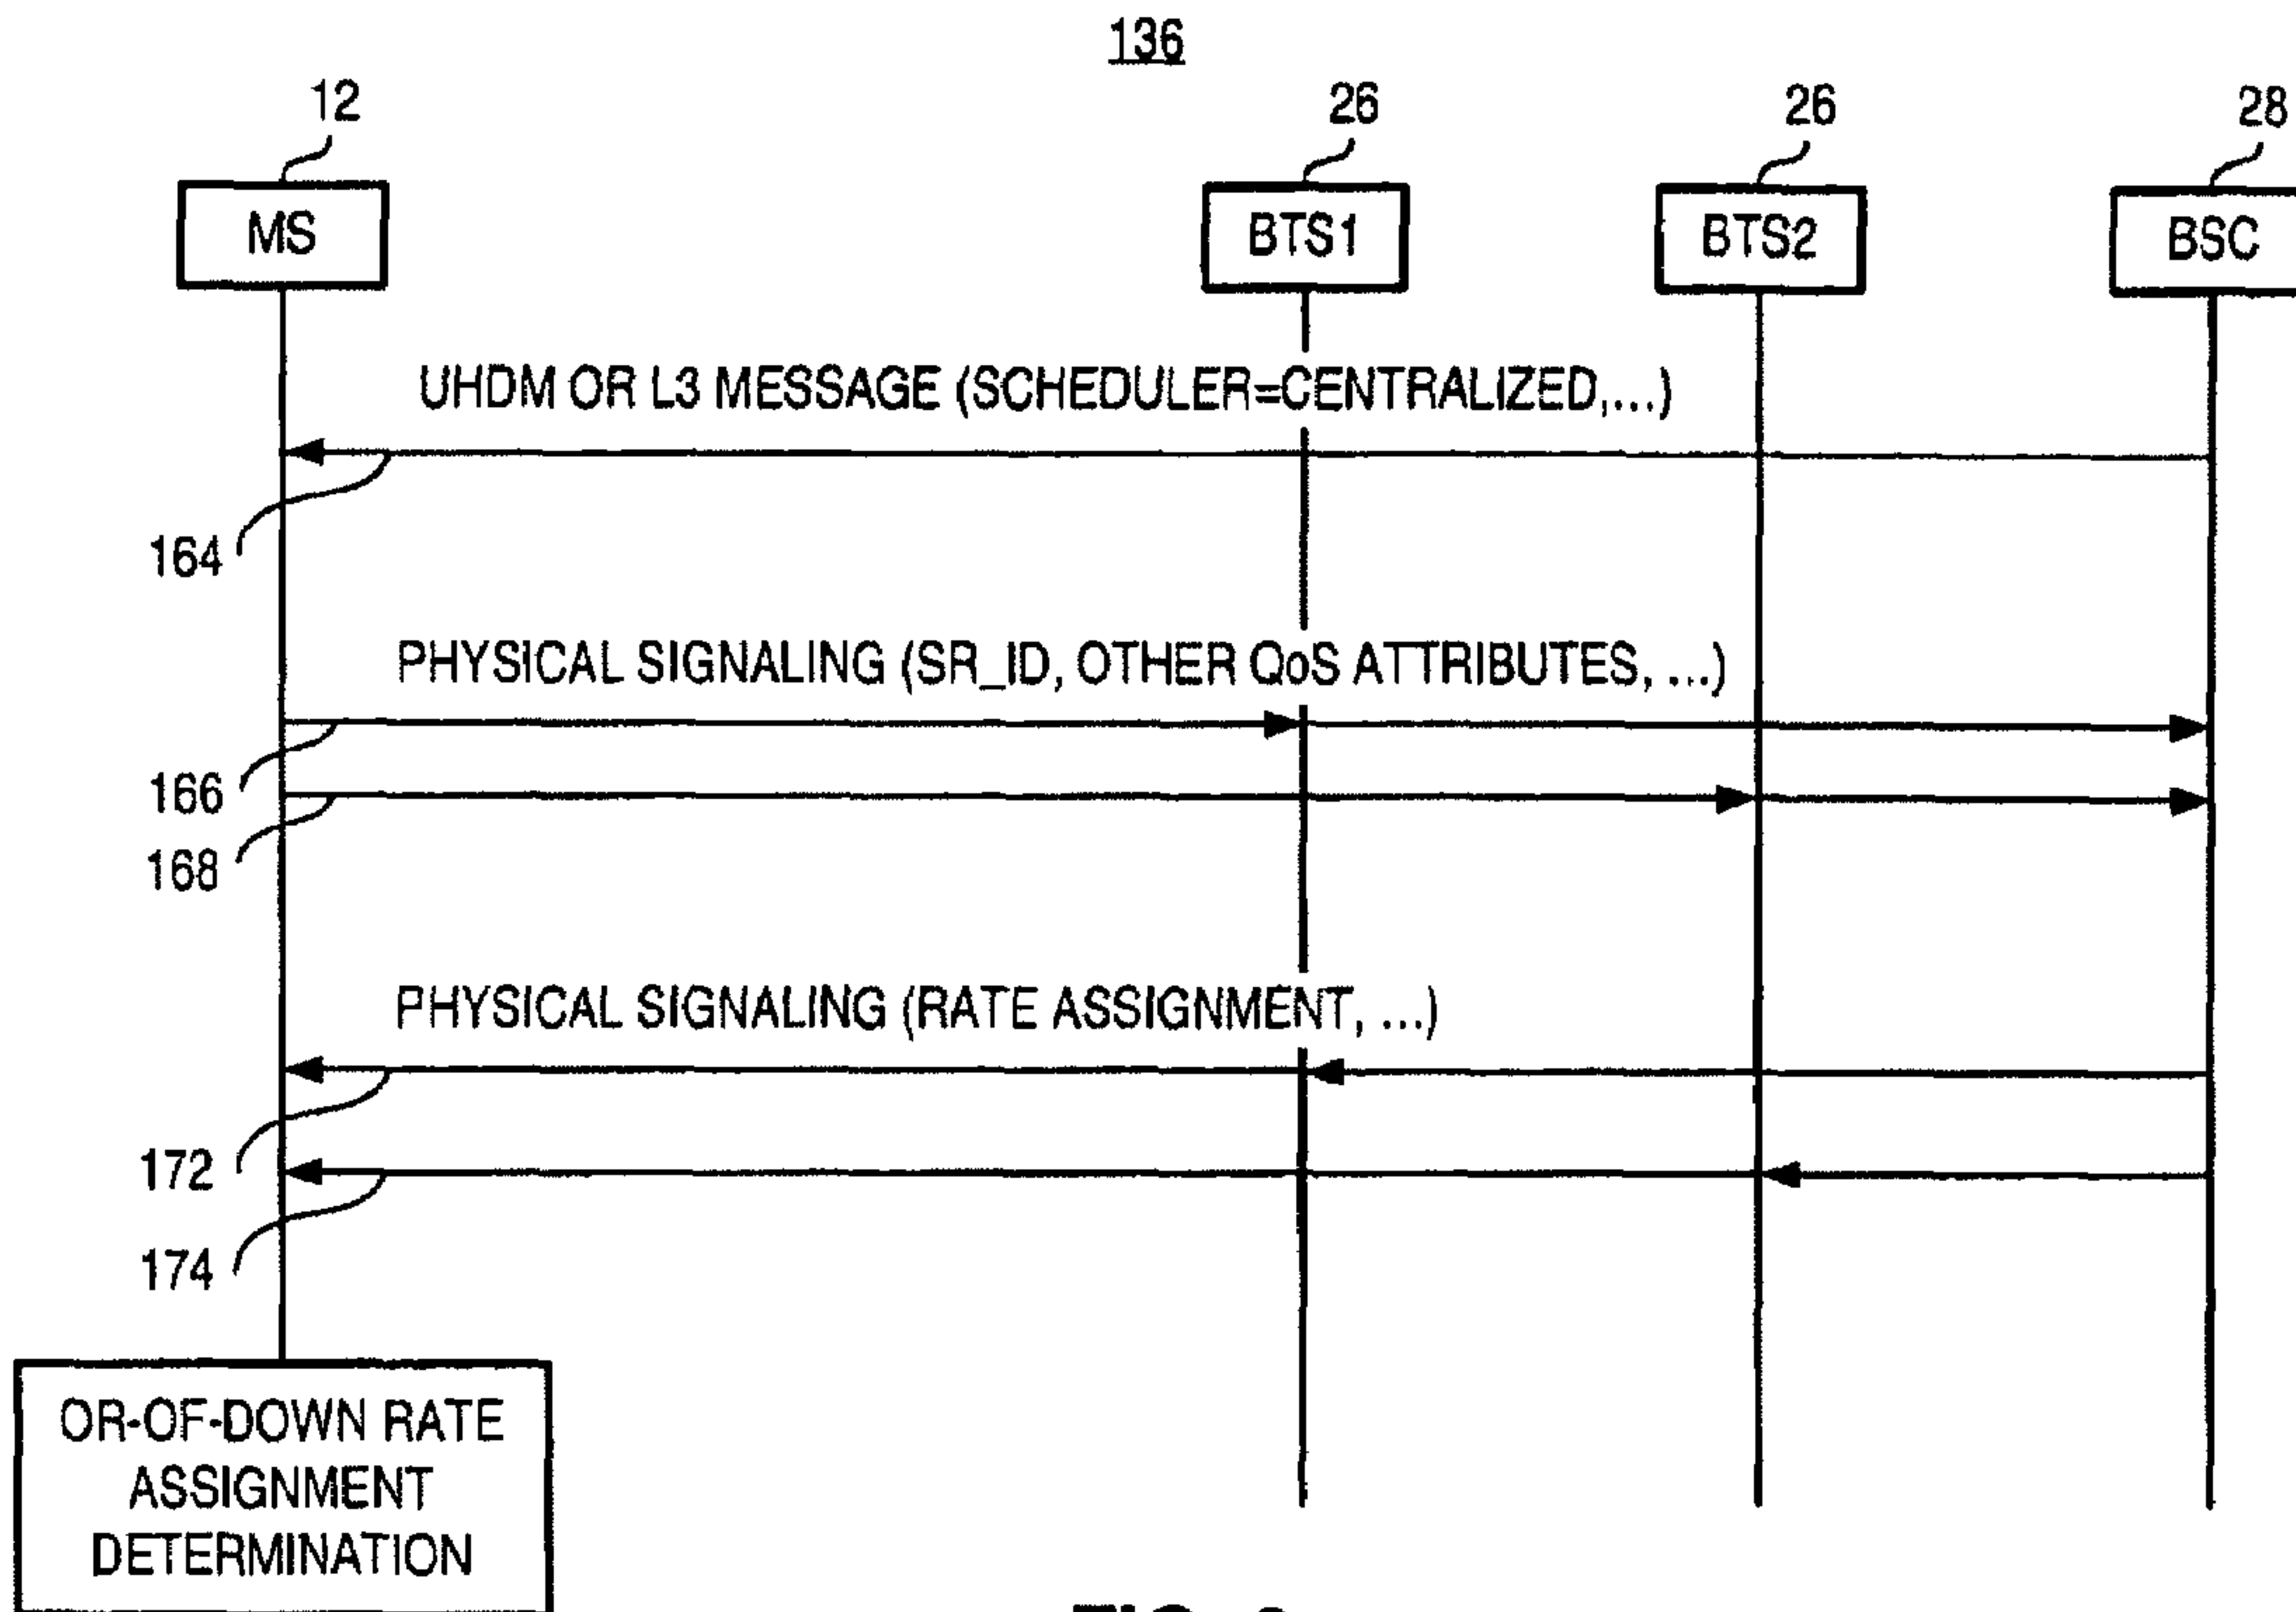 136
12
26
26
28
MS
BTS1
BTS2
BSC
UHDM OR L3 MESSAGE (SCHEDULER=CENTRALIZED,...)
164
PHYSICAL SIGNALING (SR_ID, OTHER QoS ATTRIBUTES, ...)
166
168
PHYSICAL SIGNALING (RATE ASSIGNMENT, ...)
172
174
OR-OF-DOWN RATE
ASSIGNMENT
DETERMINATION